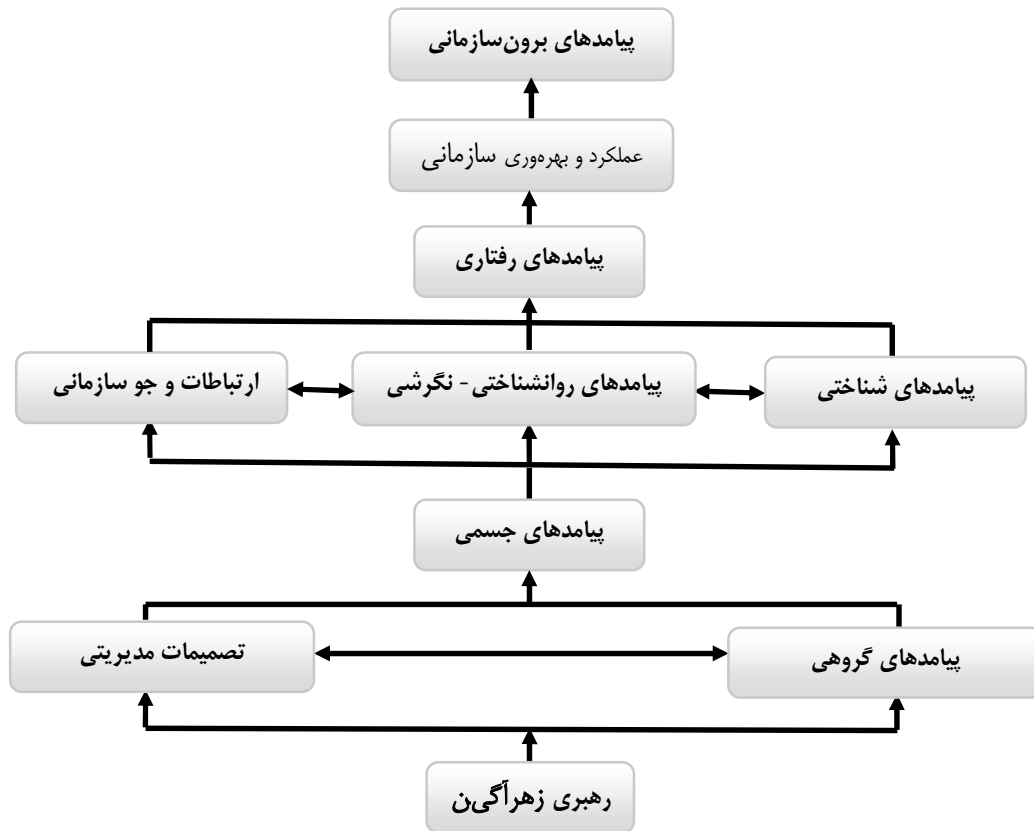 پیامدهای برون‌سازمانی
عملکرد و بهره‌وری سازمانی
پیامدهای رفتاری
پیامدهای شناختی
پیامدهای روانشناختی - نگرشی
ارتباطات و جو سازمانی
پیامدهای جسمی
پیامدهای گروهی
تصمیمات مدیریتی
رهبری زهرآگی‌ن